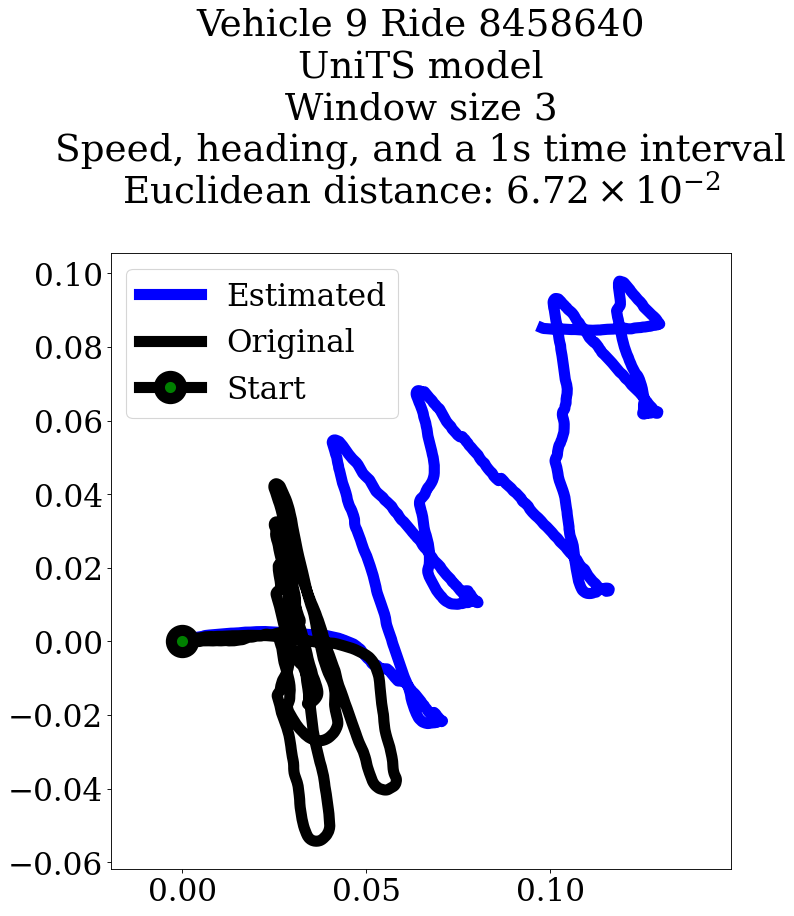 Vehicle 9 Ride 8458640
UniTS model
Window size 3
Speed, heading, and a 1s time interval
Euclidean distance: 6.72 × 10⁻²
Estimated
Original
Start
0.10
0.08
0.06
0.04
0.02
0.00
−0.02
−0.04
−0.06
0.00 0.05 0.10